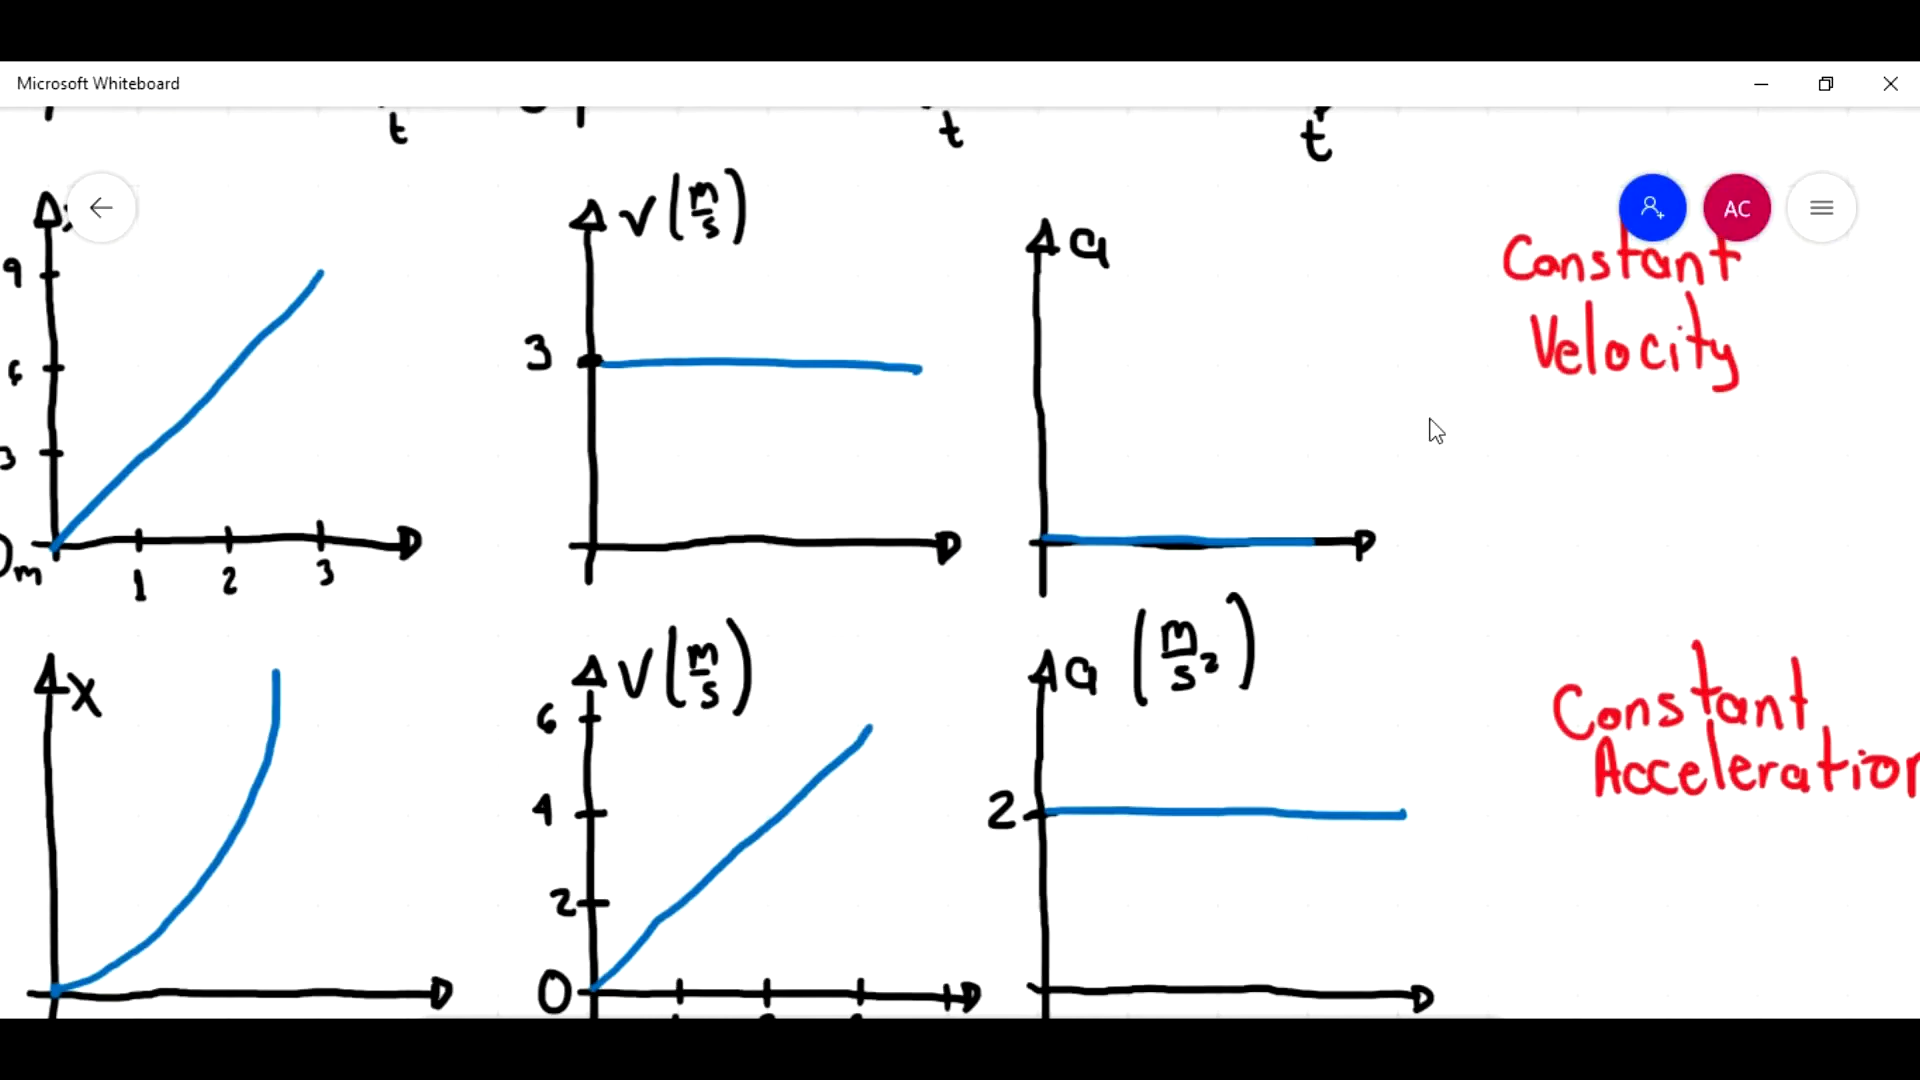 Microsoft Whiteboard
t
t
t
AC
V(m/s)
a
9
6
3
0m
1
2
3
3
Constant
Velocity
X
V(m/s)
6
4
2
0
a (m/s²)
2
Constant
Acceleration